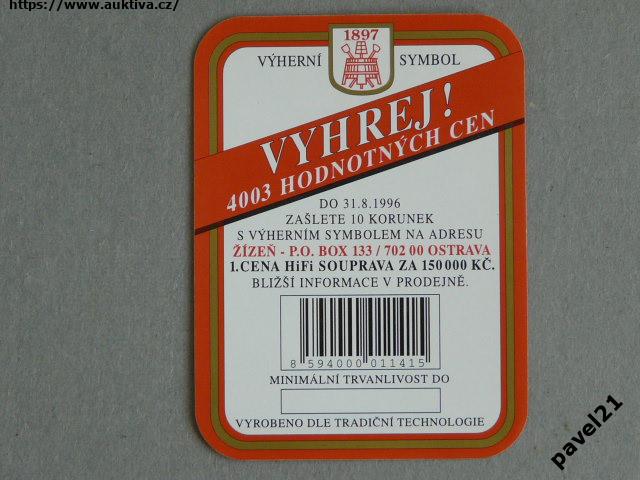 https://www.auktiva.cz/
1897
VÝHERNÍ SYMBOL
VYHREJ!
4003 HODNOTNÝCH CEN
DO 31.8.1996
ZAŠLETE 10 KORUNEK
S VÝHERNÍM SYMBOLEM NA ADRESU
ŽÍZEŇ - P.O. BOX 133 / 702 00 OSTRAVA
1. CENA HiFi SOUPRAVA ZA 150 000 KČ.
BLIŽŠÍ INFORMACE V PRODEJNĚ.
8 594000 011415
MINIMÁLNÍ TRVANLIVOST DO
VYROBENO DLE TRADIČNÍ TECHNOLOGIE
pavel21